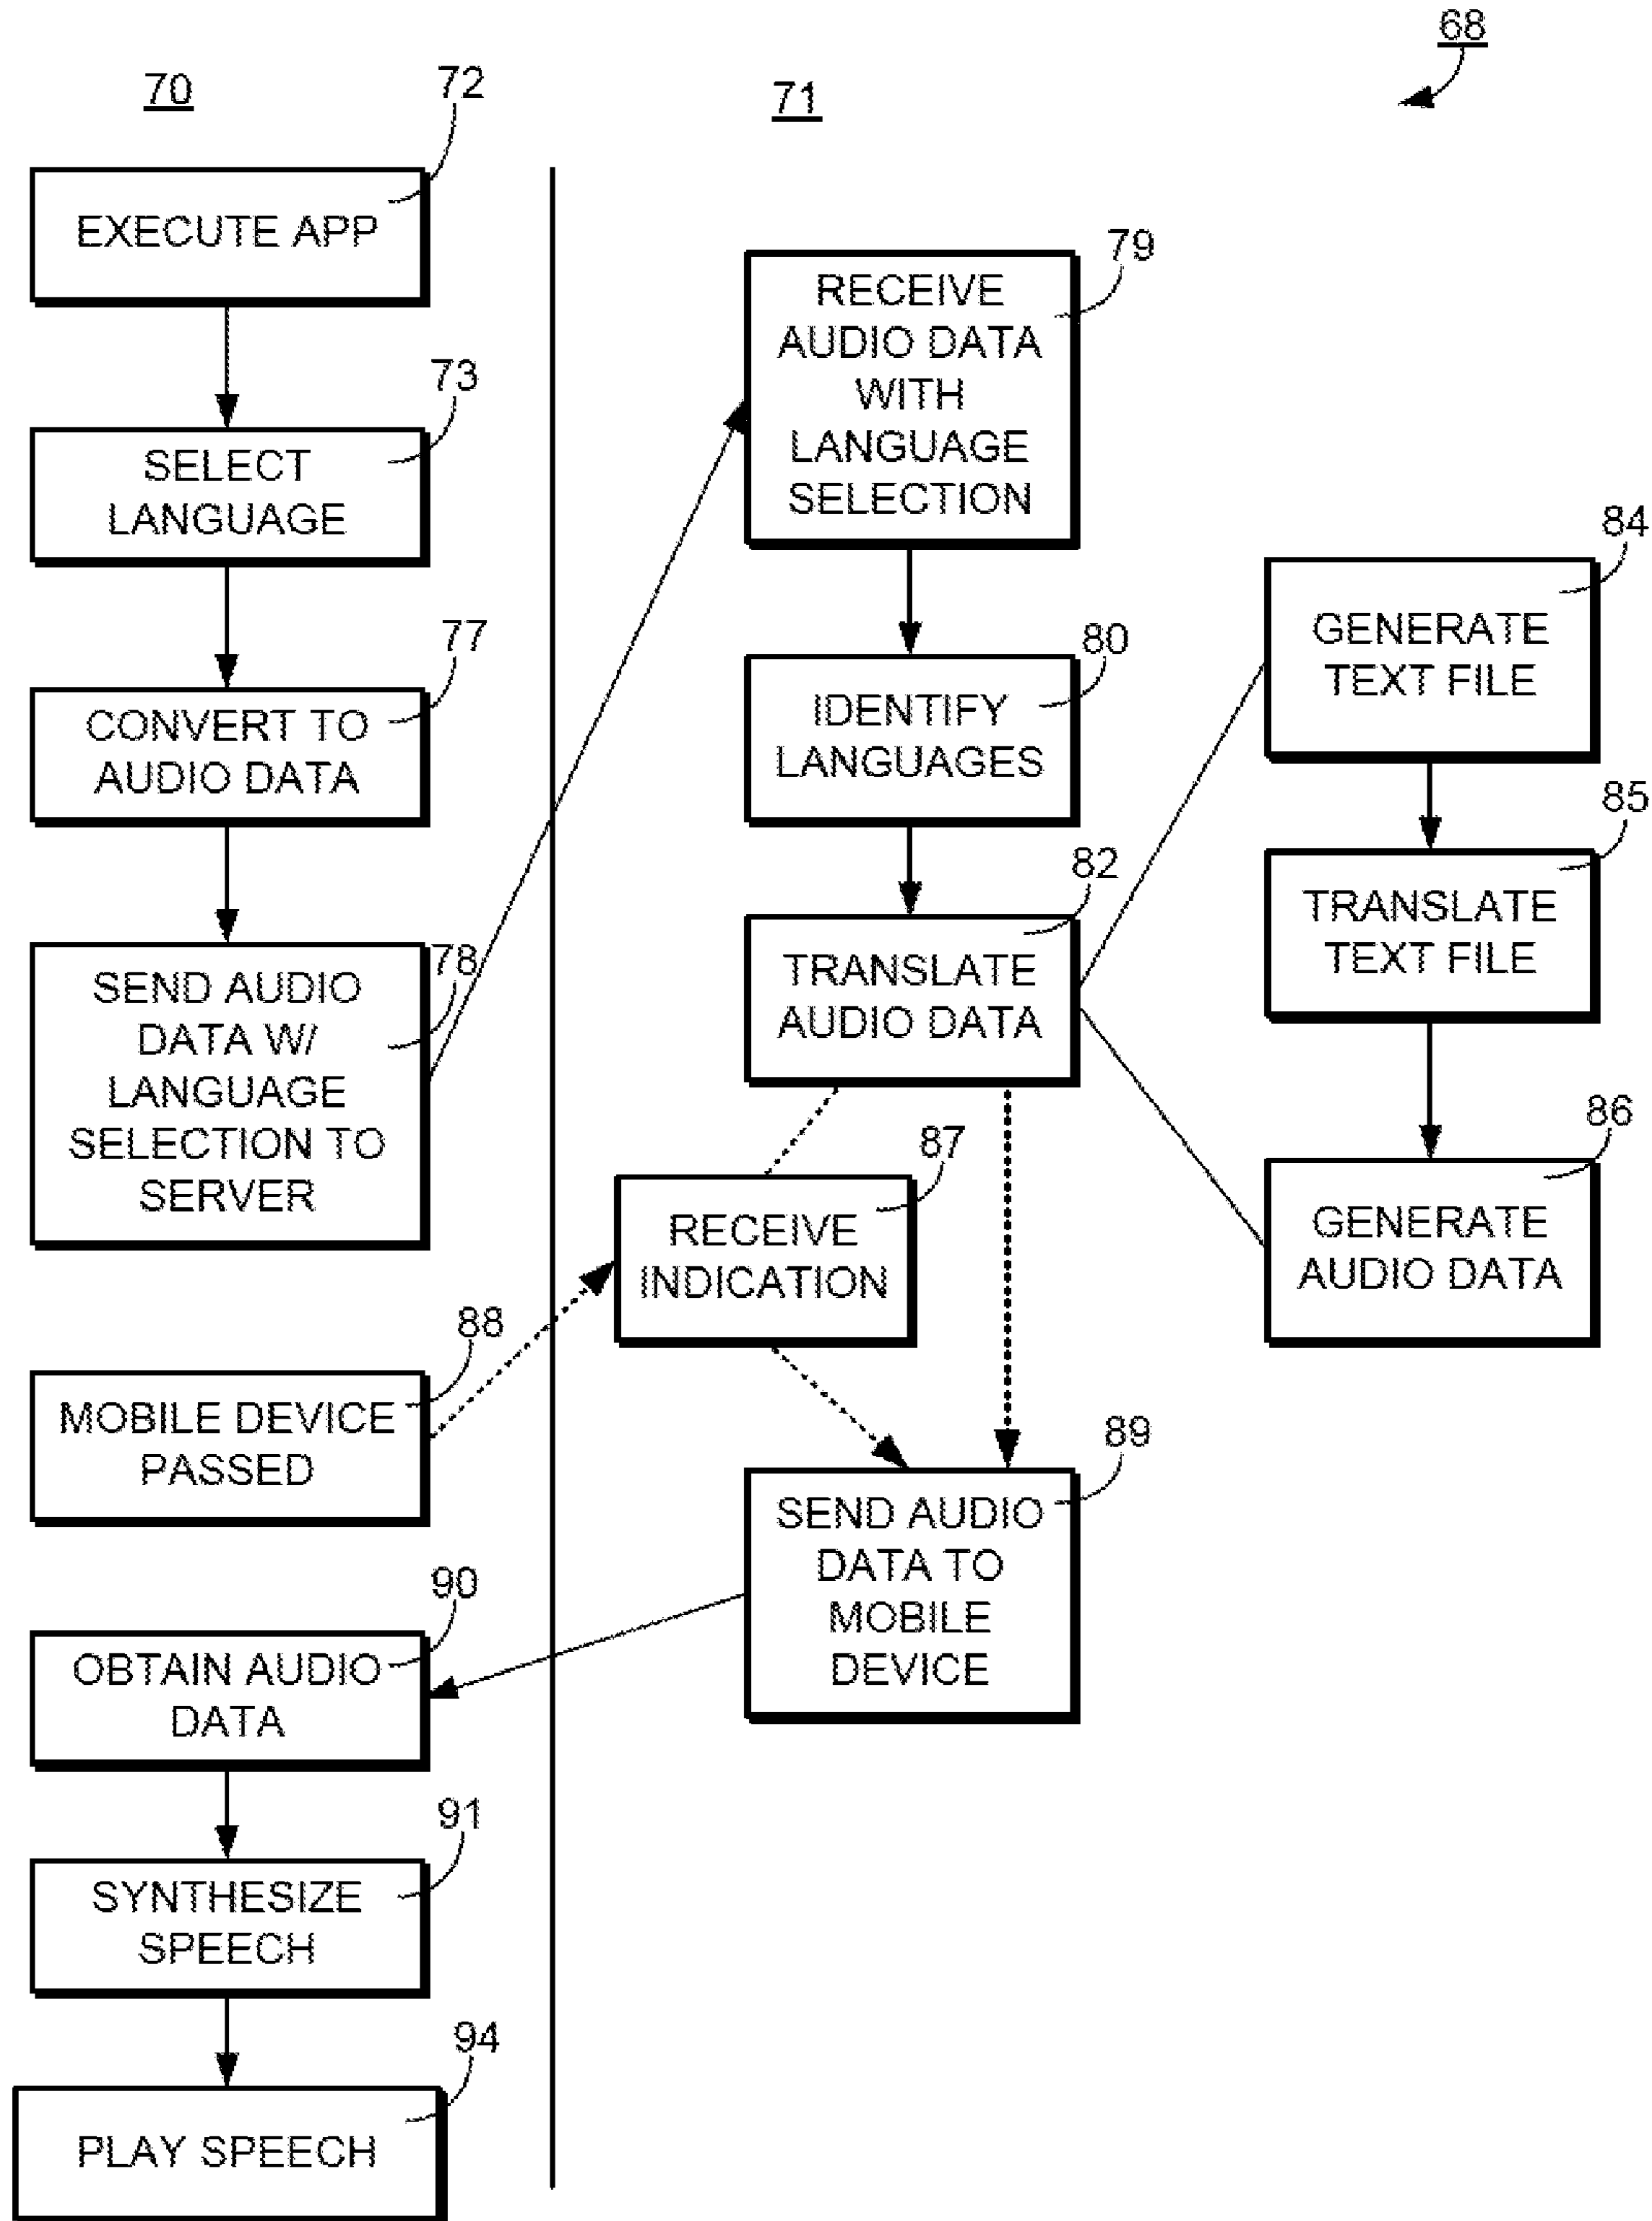 68
70
72
EXECUTE APP
73
SELECT
LANGUAGE
77
CONVERT TO
AUDIO DATA
78
SEND AUDIO
DATA W/
LANGUAGE
SELECTION TO
SERVER
88
MOBILE DEVICE
PASSED
90
OBTAIN AUDIO
DATA
91
SYNTHESIZE
SPEECH
94
PLAY SPEECH
71
79
RECEIVE
AUDIO DATA
WITH
LANGUAGE
SELECTION
80
IDENTIFY
LANGUAGES
82
TRANSLATE
AUDIO DATA
87
RECEIVE
INDICATION
89
SEND AUDIO
DATA TO
MOBILE
DEVICE
84
GENERATE
TEXT FILE
85
TRANSLATE
TEXT FILE
86
GENERATE
AUDIO DATA